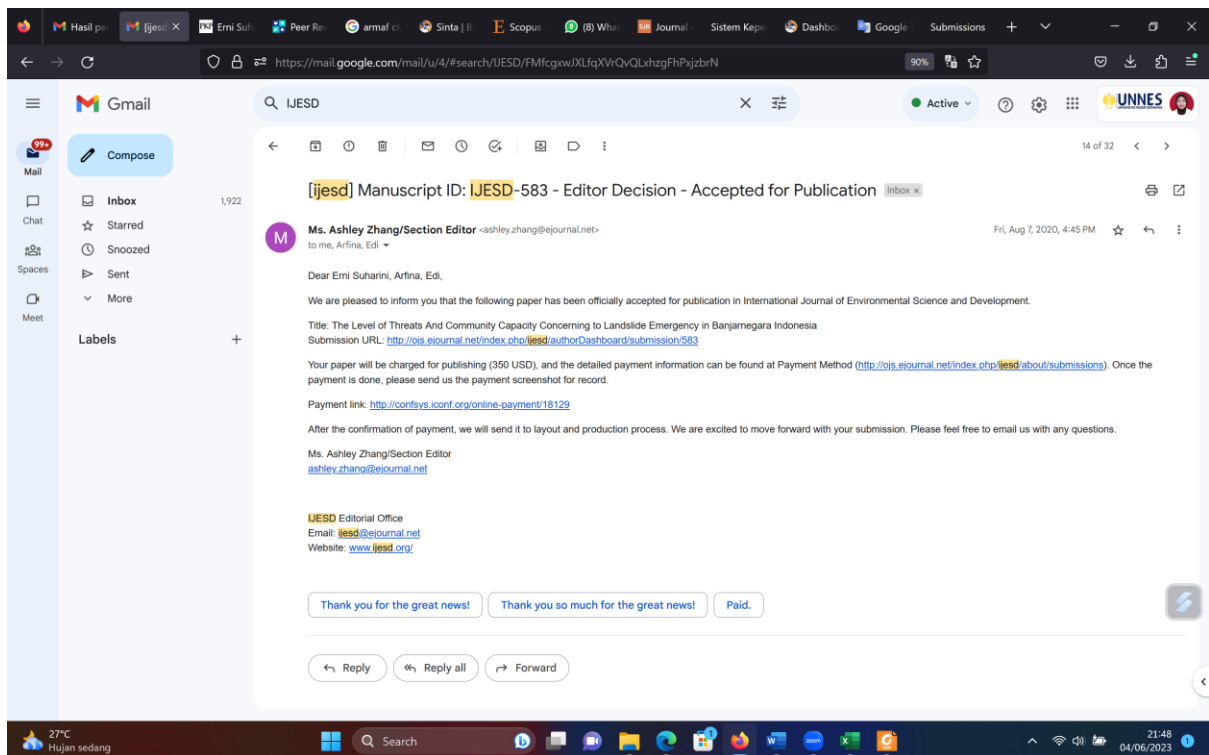 Hasil pe
[ijesd
PKP Erni Suh
Peer Rev
armaf cl
Sinta | B
Scopus
(8) What
SJR Journal
Sistem Kepe
Dashbo
Google
Submissions
https://mail.google.com/mail/u/4/#search/IJESD/FMfcgxwJXLfqXVrQvQLxhzgFhPxjzbrN
90%
Gmail
IJESD
Active
UNNES
99+
Mail
Compose
14 of 32
Chat
Spaces
Meet
Inbox 1,922
Starred
Snoozed
Sent
More
Labels
[ijesd] Manuscript ID: IJESD-583 - Editor Decision - Accepted for Publication Inbox x
Ms. Ashley Zhang/Section Editor <ashley.zhang@ejournal.net> Fri, Aug 7, 2020, 4:45 PM
to me, Arfina, Edi
M
Dear Erni Suharini, Arfina, Edi,
We are pleased to inform you that the following paper has been officially accepted for publication in International Journal of Environmental Science and Development.
Title: The Level of Threats And Community Capacity Concerning to Landslide Emergency in Banjarnegara Indonesia
Submission URL: http://ojs.ejournal.net/index.php/ijesd/authorDashboard/submission/583
Your paper will be charged for publishing (350 USD), and the detailed payment information can be found at Payment Method (http://ojs.ejournal.net/index.php/ijesd/about/submissions). Once the
payment is done, please send us the payment screenshot for record.
Payment link: http://confsys.iconf.org/online-payment/18129
After the confirmation of payment, we will send it to layout and production process. We are excited to move forward with your submission. Please feel free to email us with any questions.
Ms. Ashley Zhang/Section Editor
ashley.zhang@ejournal.net
IJESD Editorial Office
Email: ijesd@ejournal.net
Website: www.ijesd.org/
Thank you for the great news!
Thank you so much for the great news!
Paid.
Reply
Reply all
Forward
27°C
Hujan sedang
Search
21:48
04/06/2023
1